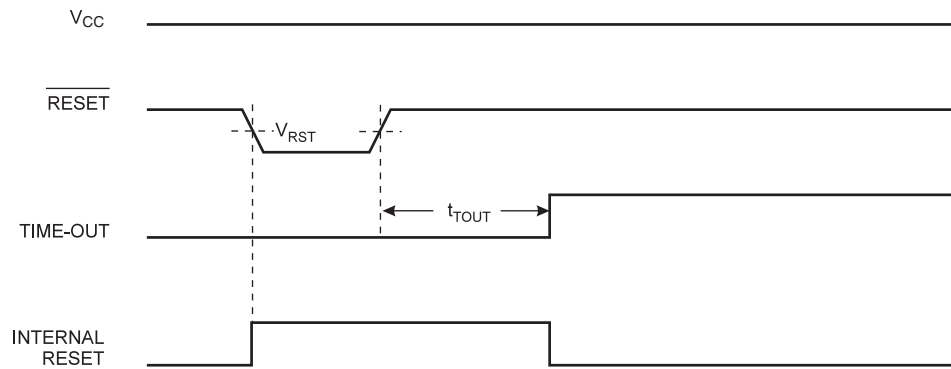 VCC
RESET
VRST
tTOUT
TIME-OUT
INTERNAL
RESET